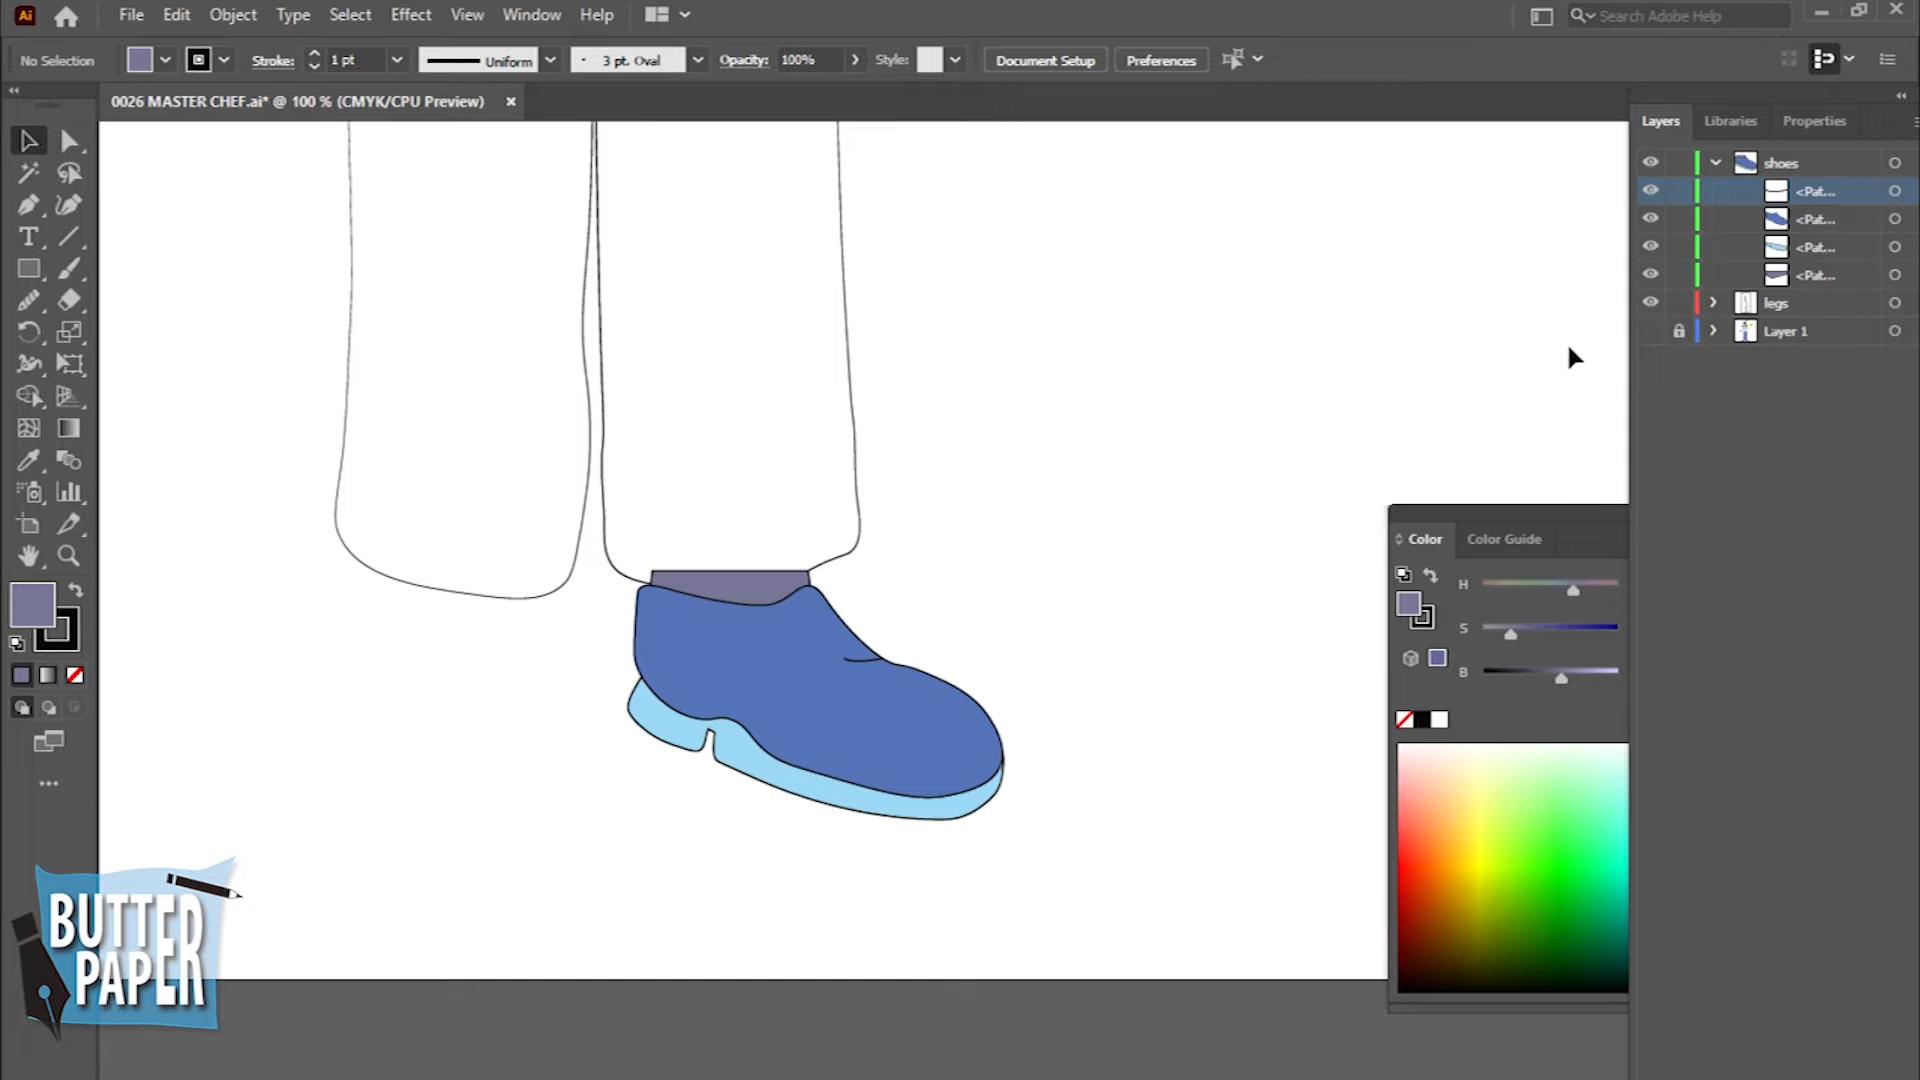 Ai File Edit Object Type Select Effect View Window Help Search Adobe Help
No Selection Stroke: 1 pt Uniform 3 pt. Oval Opacity: 100% Style: Document Setup Preferences
0026 MASTER CHEF.ai* @ 100 % (CMYK/CPU Preview)
Layers Libraries Properties
shoes
<Pat...
<Pat...
<Pat...
<Pat...
legs
Layer 1
Color Color Guide
H
S
B
BUTTER
PAPER